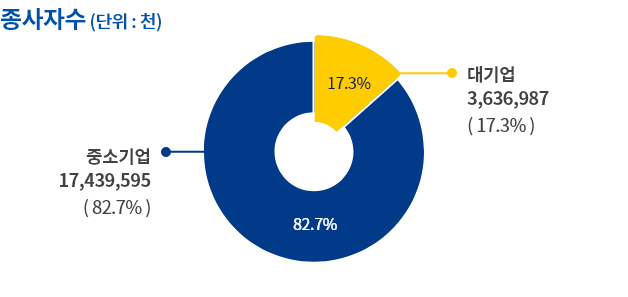 종사자수 (단위 : 천)
17.3%
대기업
3,636,987
( 17.3% )
중소기업
17,439,595
( 82.7% )
82.7%